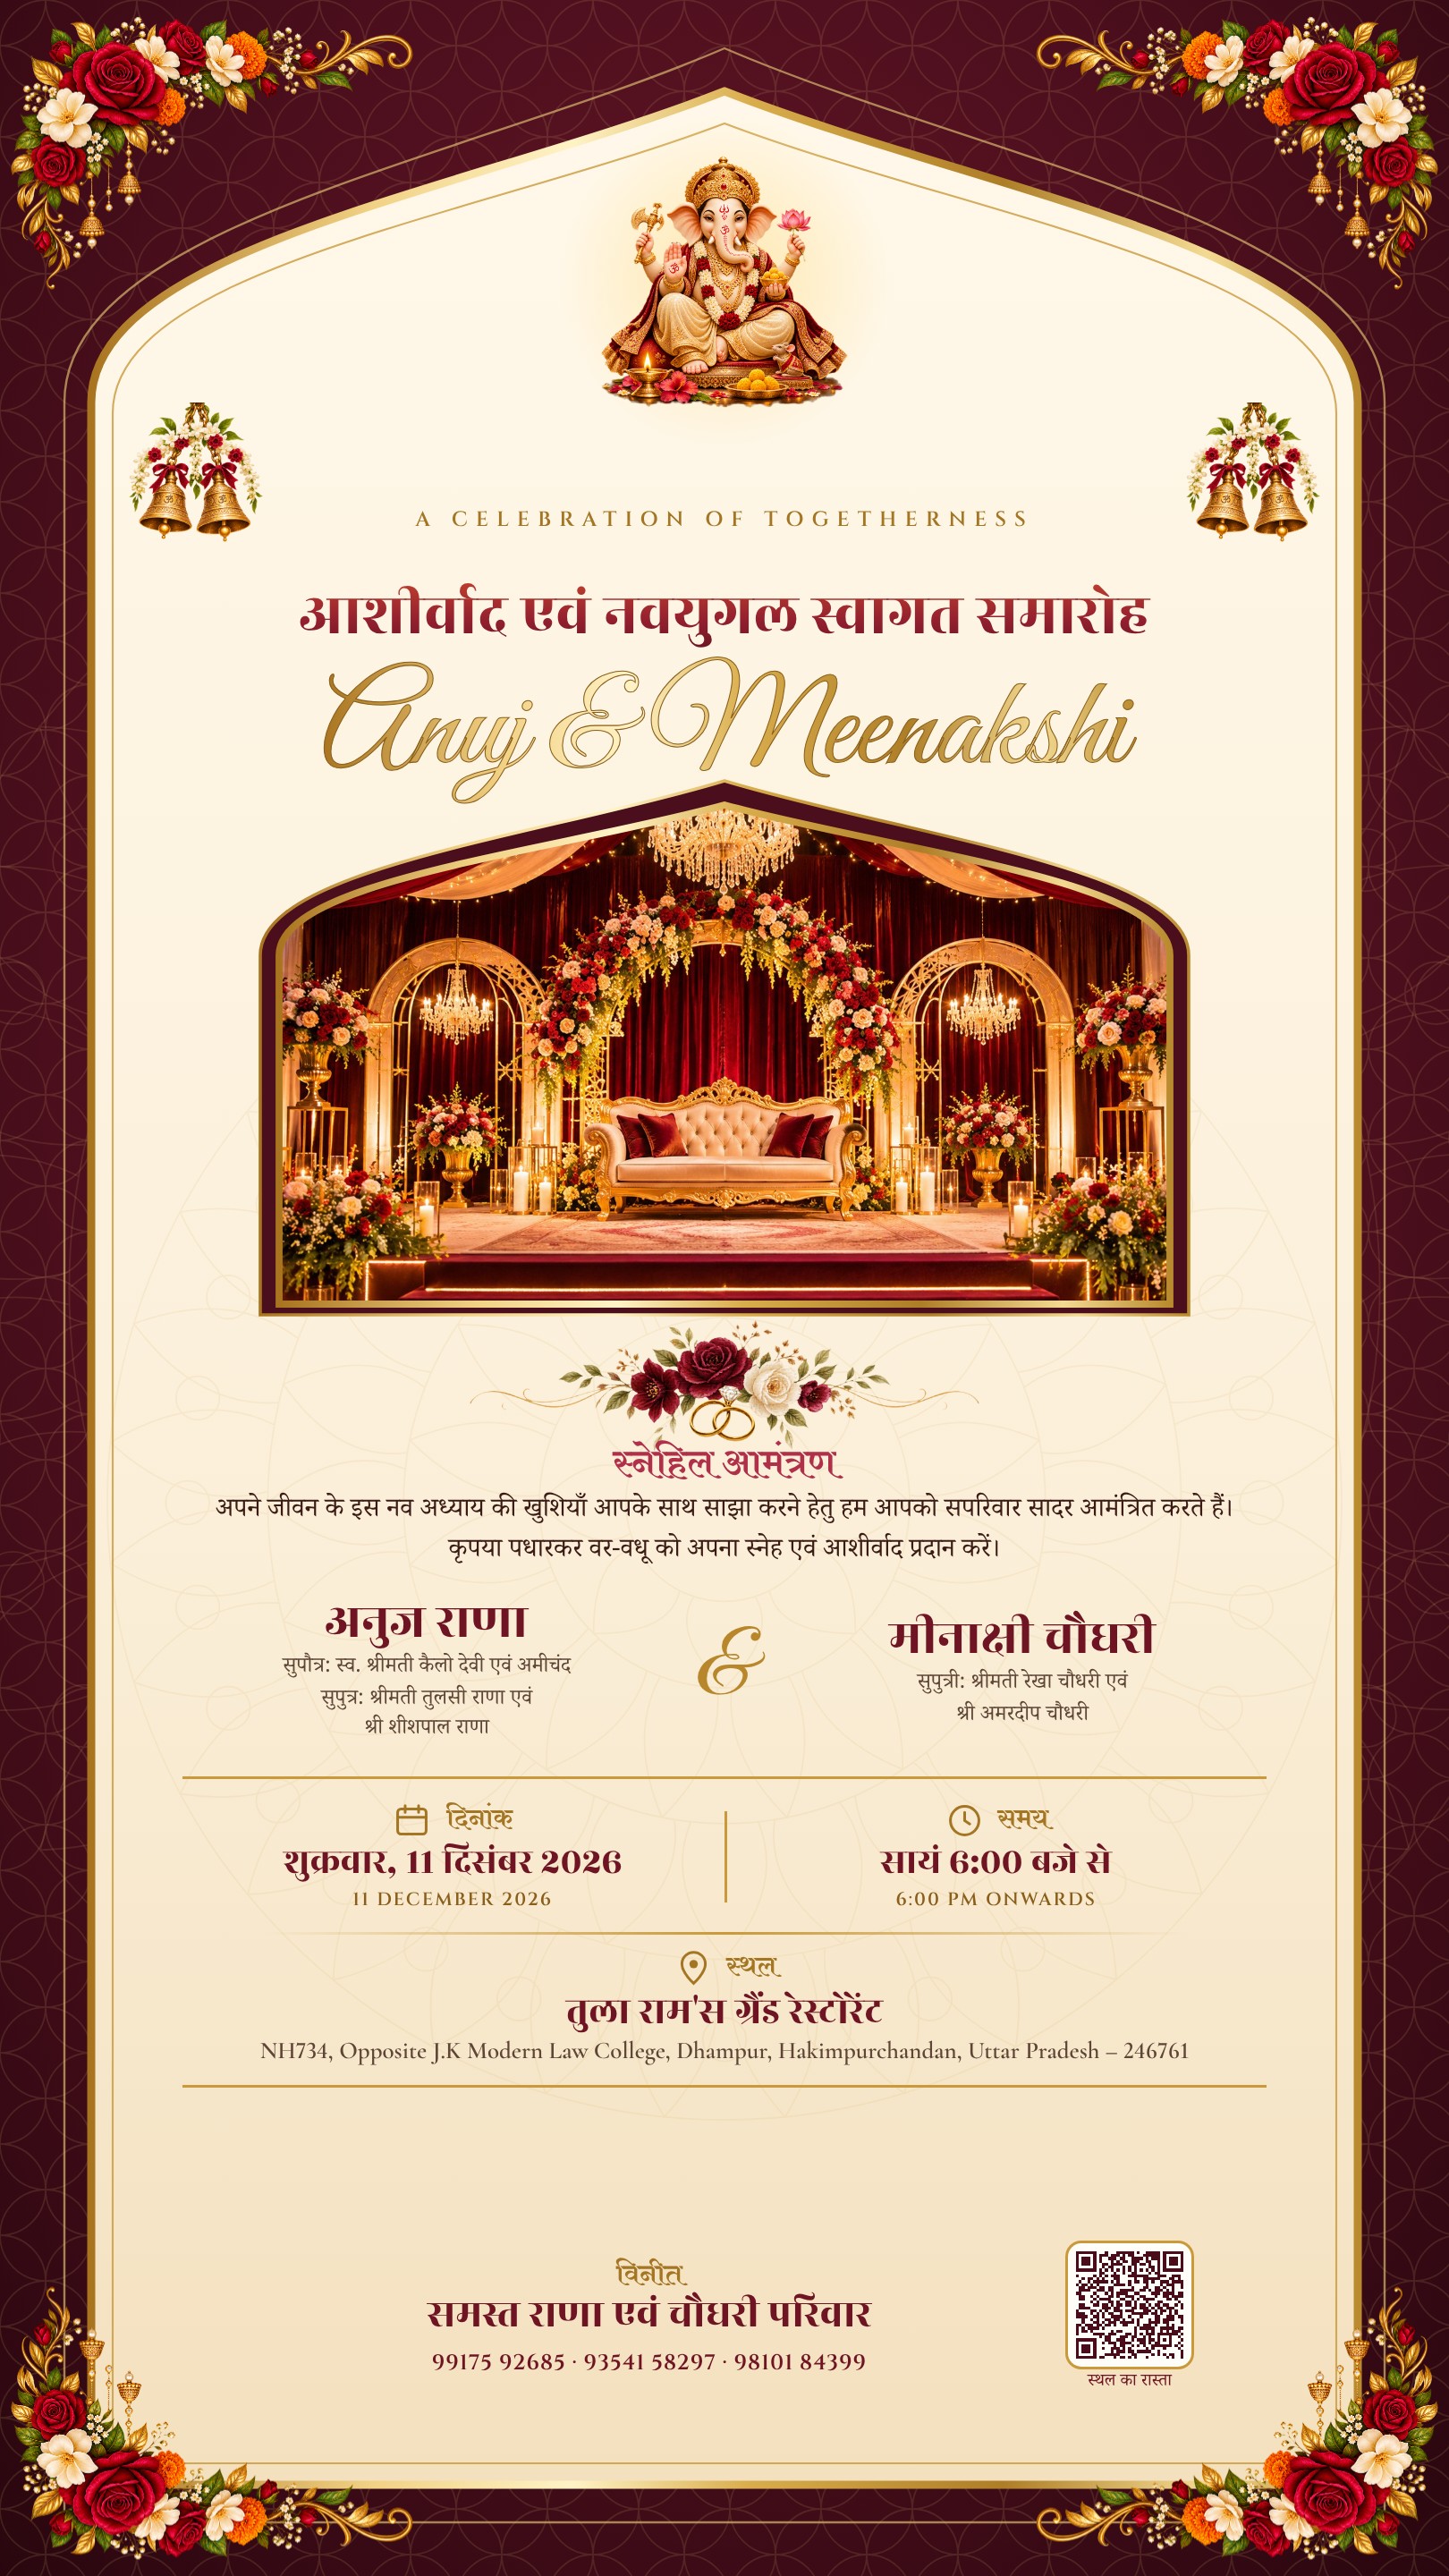 A CELEBRATION OF TOGETHERNESS
आशीर्वाद एवं नवयुगल स्वागत समारोह
Anuj & Meenakshi
स्नेहिल आमंत्रण
अपने जीवन के इस नव अध्याय की खुशियाँ आपके साथ साझा करने हेतु हम आपको सपरिवार सादर आमंत्रित करते हैं।
कृपया पधारकर वर-वधू को अपना स्नेह एवं आशीर्वाद प्रदान करें।
अनुज राणा
सुपौत्र: स्व. श्रीमती कैलो देवी एवं अमीचंद
सुपुत्र: श्रीमती तुलसी राणा एवं
श्री शीशपाल राणा
&
मीनाक्षी चौधरी
सुपुत्री: श्रीमती रेखा चौधरी एवं
श्री अमरदीप चौधरी
दिनांक
शुक्रवार, 11 दिसंबर 2026
11 DECEMBER 2026
समय
सायं 6:00 बजे से
6:00 PM ONWARDS
स्थल
तुला राम'स ग्रैंड रेस्टोरेंट
NH734, Opposite J.K Modern Law College, Dhampur, Hakimpurchandan, Uttar Pradesh – 246761
विनीत
समस्त राणा एवं चौधरी परिवार
99175 92685 · 93541 58297 · 98101 84399
स्थल का रास्ता